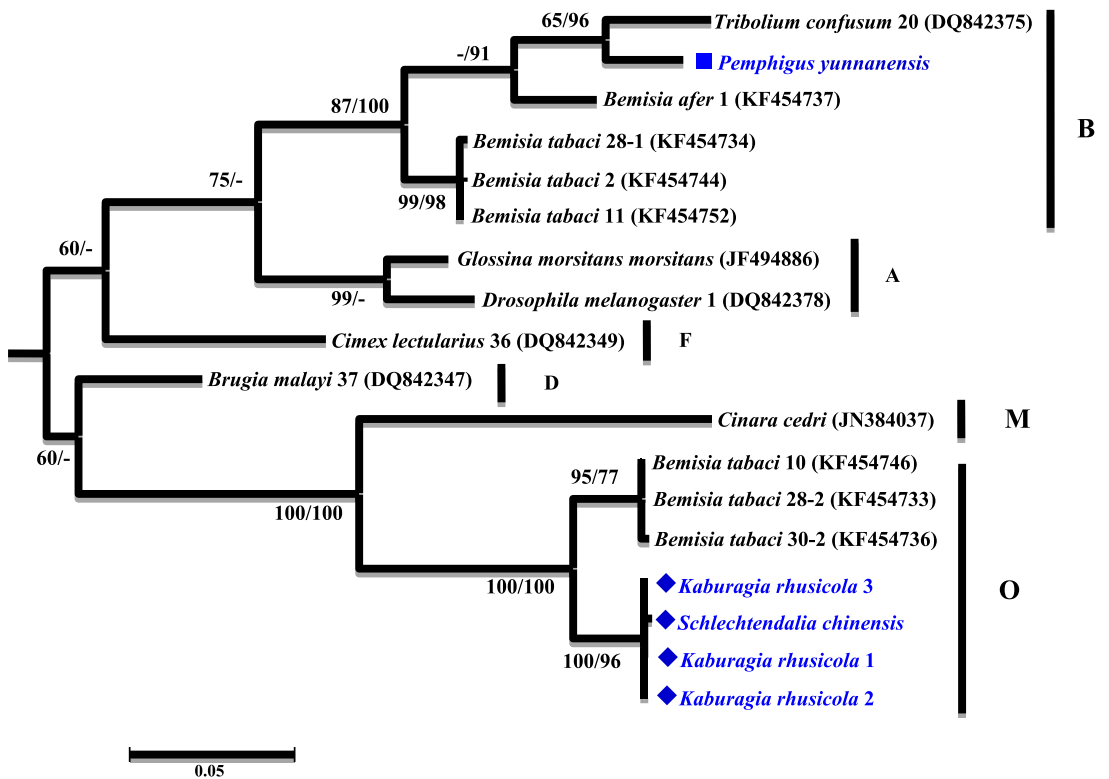 65/96
Tribolium confusum 20 (DQ842375)
-/91
Pemphigus yunnanensis
87/100
Bemisia afer 1 (KF454737)
B
Bemisia tabaci 28-1 (KF454734)
75/-
Bemisia tabaci 2 (KF454744)
99/98
Bemisia tabaci 11 (KF454752)
60/-
Glossina morsitans morsitans (JF494886)
A
99/-
Drosophila melanogaster 1 (DQ842378)
Cimex lectularius 36 (DQ842349)
F
Brugia malayi 37 (DQ842347)
D
Cinara cedri (JN384037)
M
60/-
Bemisia tabaci 10 (KF454746)
95/77
Bemisia tabaci 28-2 (KF454733)
100/100
Bemisia tabaci 30-2 (KF454736)
100/100
Kaburagia rhusicola 3
O
Schlechtendalia chinensis
100/96
Kaburagia rhusicola 1
Kaburagia rhusicola 2
0.05